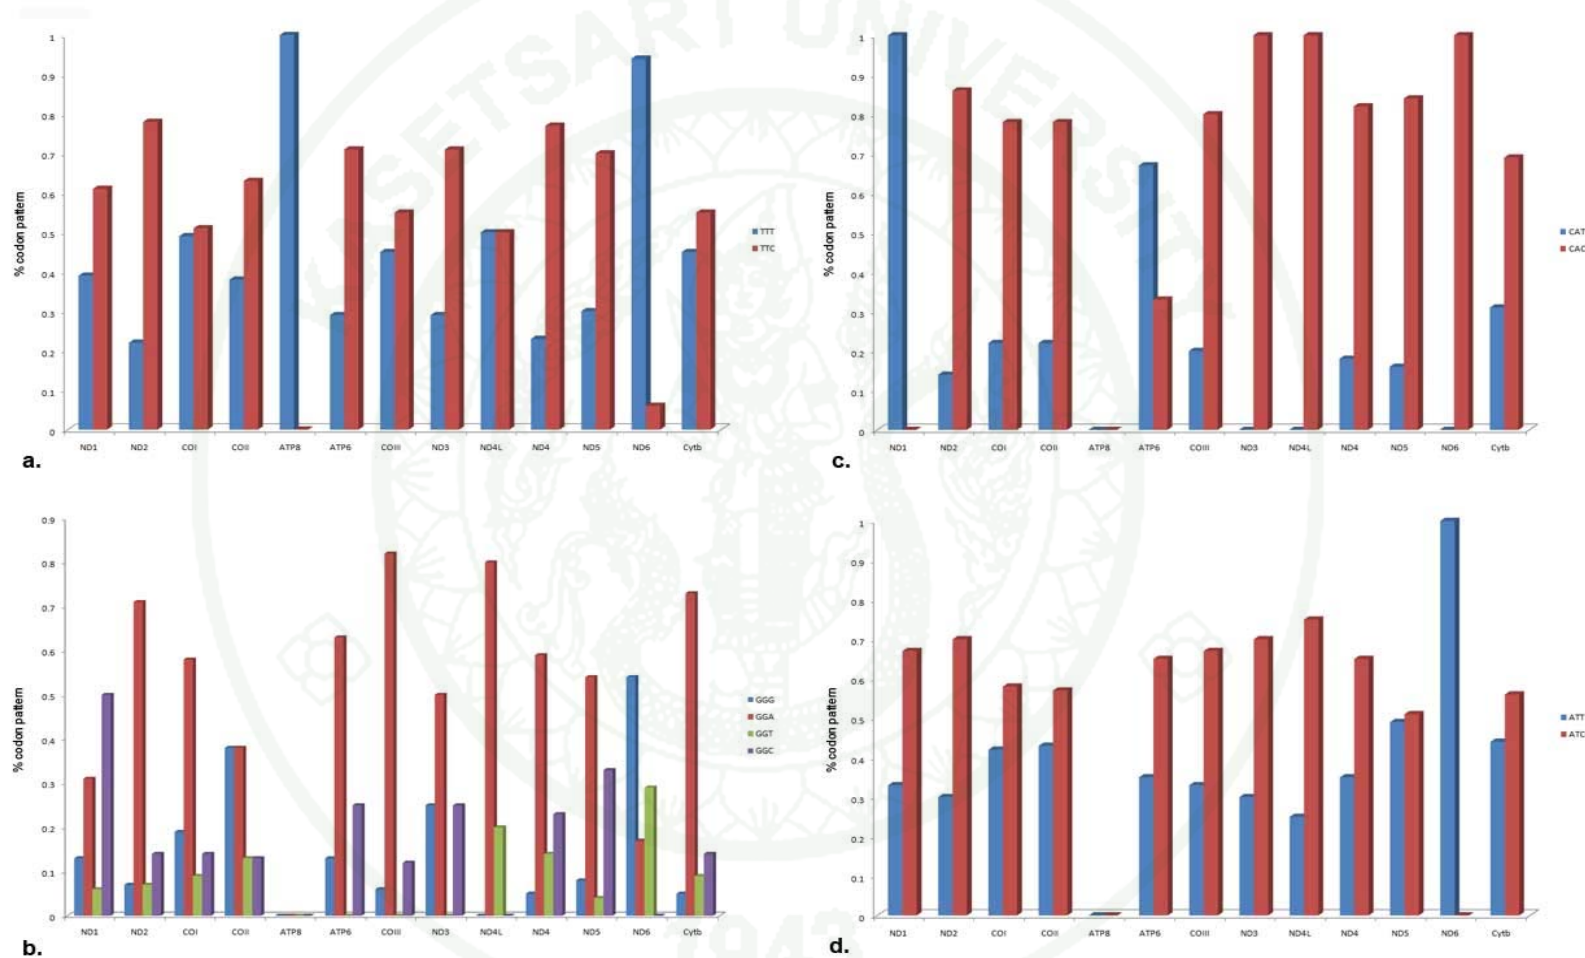 KASETSART UNIVERSITY
1
0.9
0.8
0.7
0.6
0.5
0.4
0.3
0.2
0.1
0
% codon pattern
ND1 ND2 COI COII ATP8 ATP6 COIII ND3 ND4L ND4 ND5 ND6 Cytb
TTT
TTC
a.
1
0.9
0.8
0.7
0.6
0.5
0.4
0.3
0.2
0.1
0
% codon pattern
ND1 ND2 COI COII ATP8 ATP6 COIII ND3 ND4L ND4 ND5 ND6 Cytb
CAT
CAC
c.
0.9
0.8
0.7
0.6
0.5
0.4
0.3
0.2
0.1
0
% codon pattern
ND1 ND2 COI COII ATP8 ATP6 COIII ND3 ND4L ND4 ND5 ND6 Cytb
GGG
GGA
GGT
GGC
b.
1
0.9
0.8
0.7
0.6
0.5
0.4
0.3
0.2
0.1
0
% codon pattern
ND1 ND2 COI COII ATP8 ATP6 COIII ND3 ND4L ND4 ND5 ND6 Cytb
ATT
ATC
d.
1943